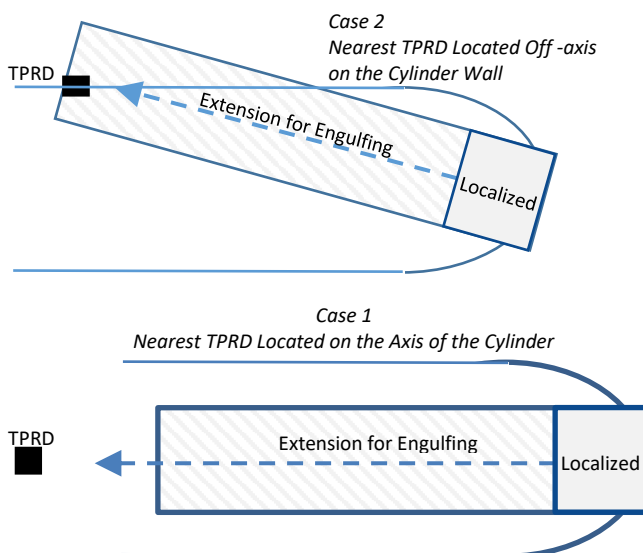 Case 2
Nearest TPRD Located Off -axis
on the Cylinder Wall
TPRD
Extension for Engulfing
Localized
Case 1
Nearest TPRD Located on the Axis of the Cylinder
TPRD
Extension for Engulfing
Localized